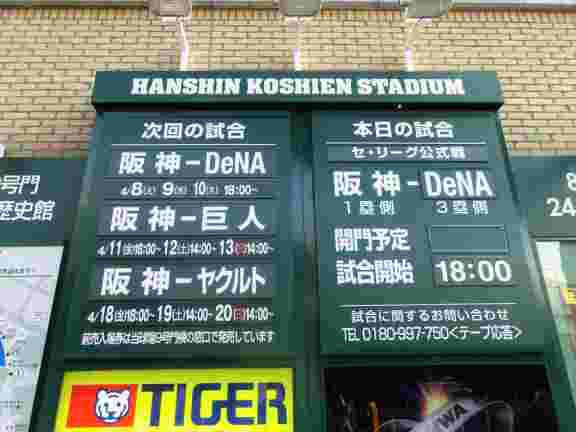 HANSHIN KOSHIEN STADIUM
次回の試合
阪神－DeNA
4/8(火) 9(水) 10(木) 18:00~
阪神－巨人
4/11(金)18:00~ 12(土)14:00~ 13(日)14:00~
阪神－ヤクルト
4/18(金)18:00~ 19(土)14:00~ 20(日)14:00~
前売入場券は当球場9号門横の窓口で発売しています
本日の試合
セ・リーグ公式戦
阪神－DeNA
1塁側 3塁側
開門予定
試合開始 18:00
試合に関するお問い合わせ
TEL 0180-997-750<テープ応答>
号門
歴史館
8
24
TIGER